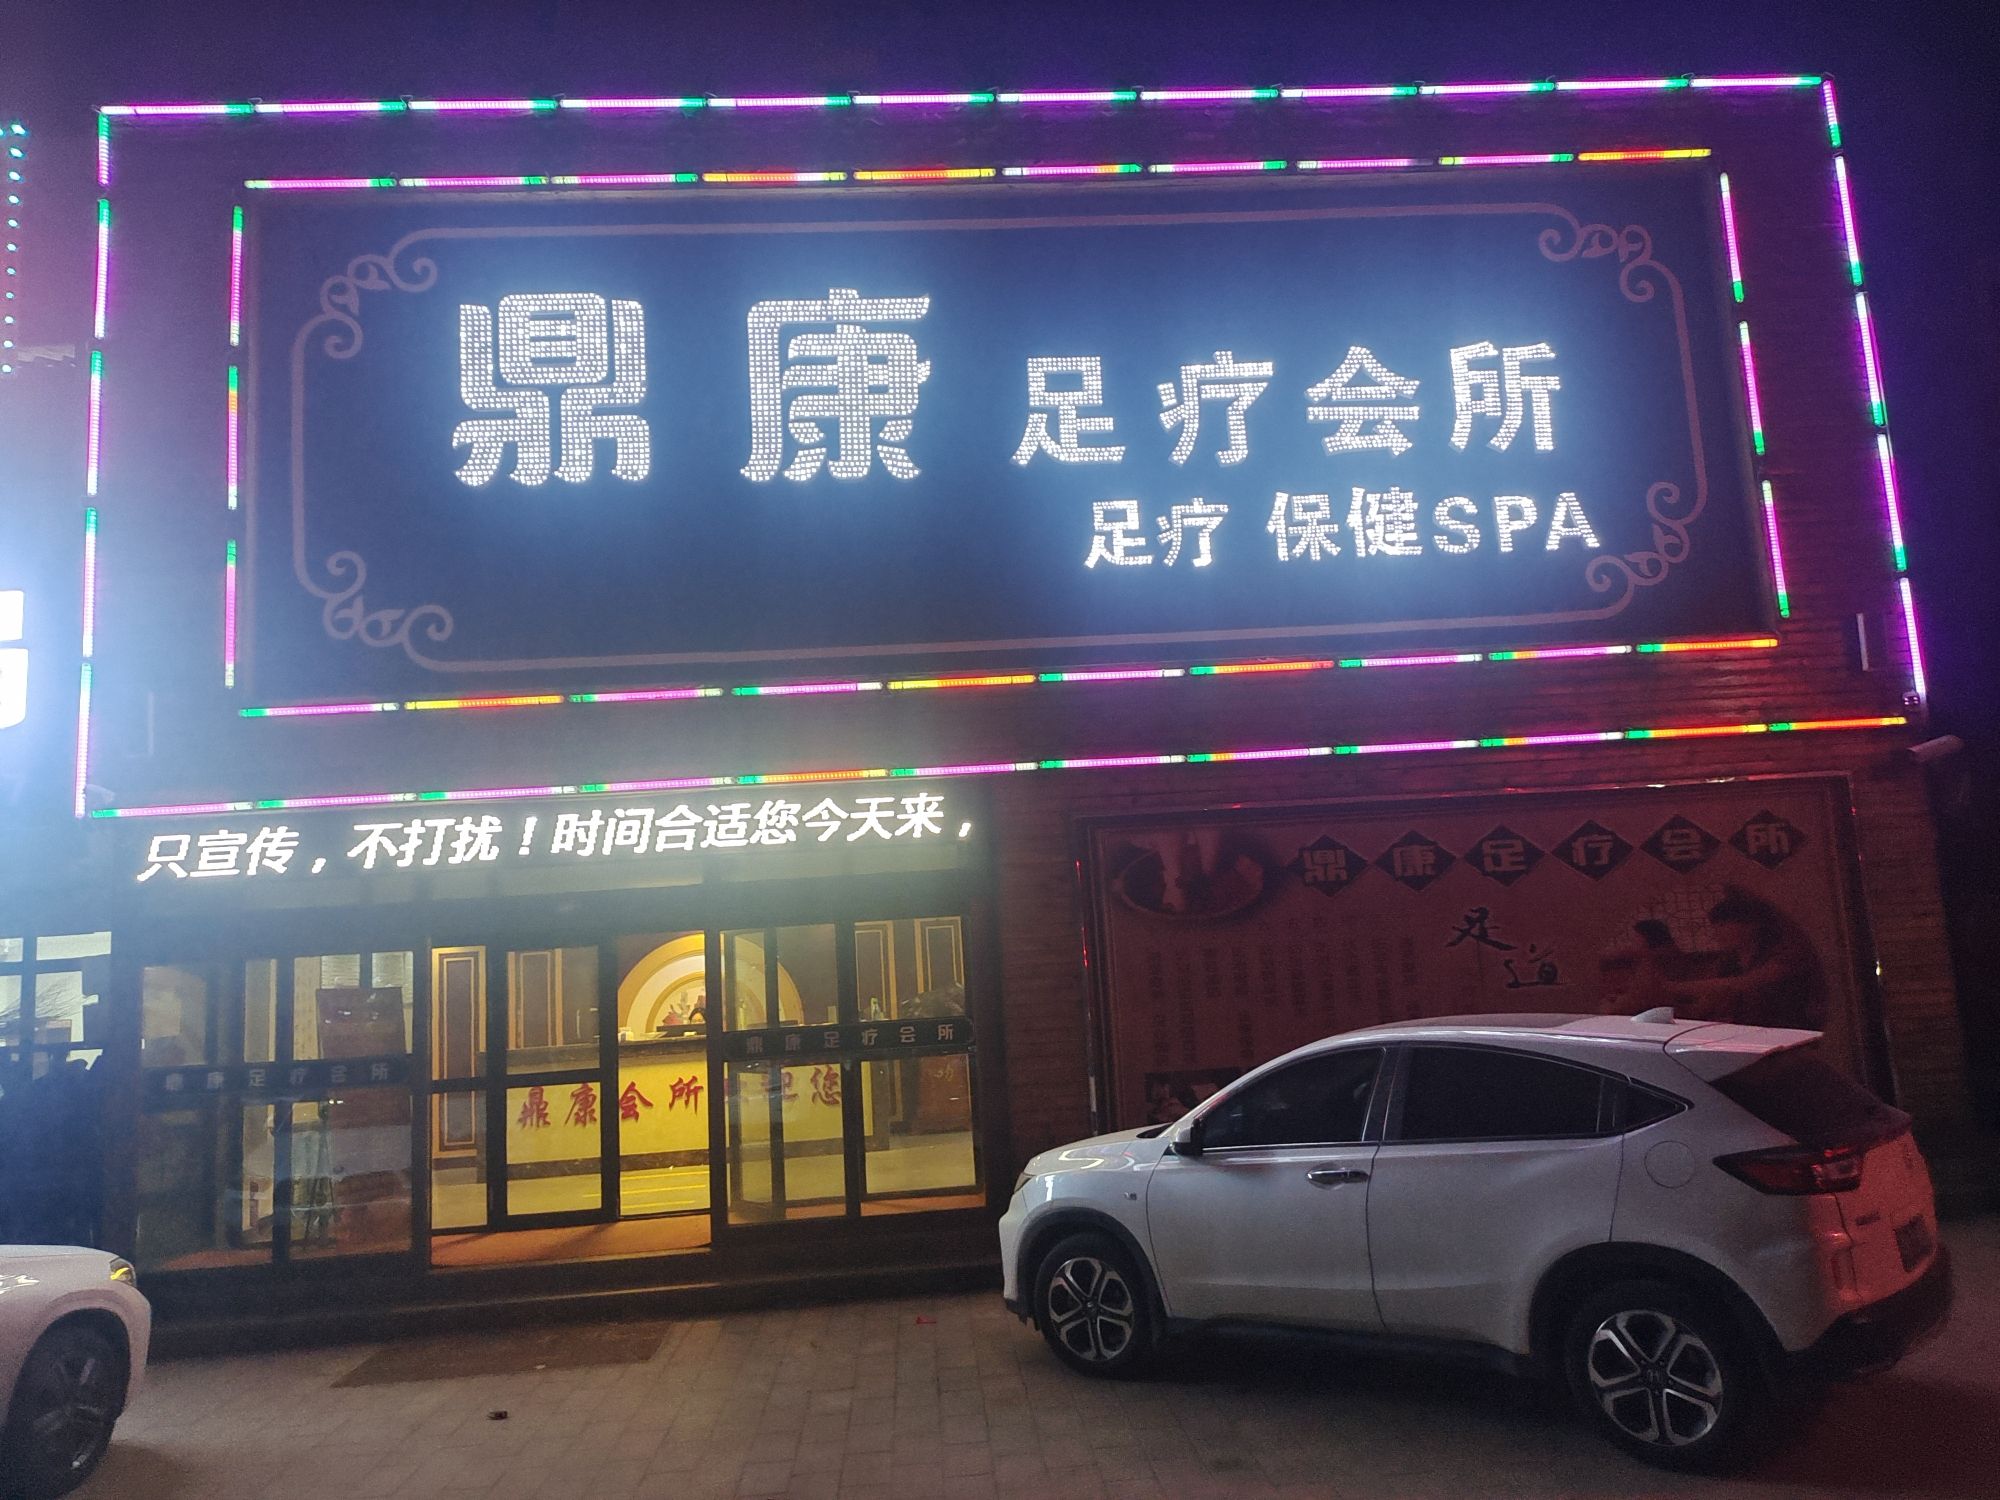 鼎康足疗会所
足疗 保健SPA
只宣传，不打扰！时间合适您今天来，
鼎康足疗会所
足道
鼎康足疗会所
鼎康足疗会所
鼎康会所 迎您